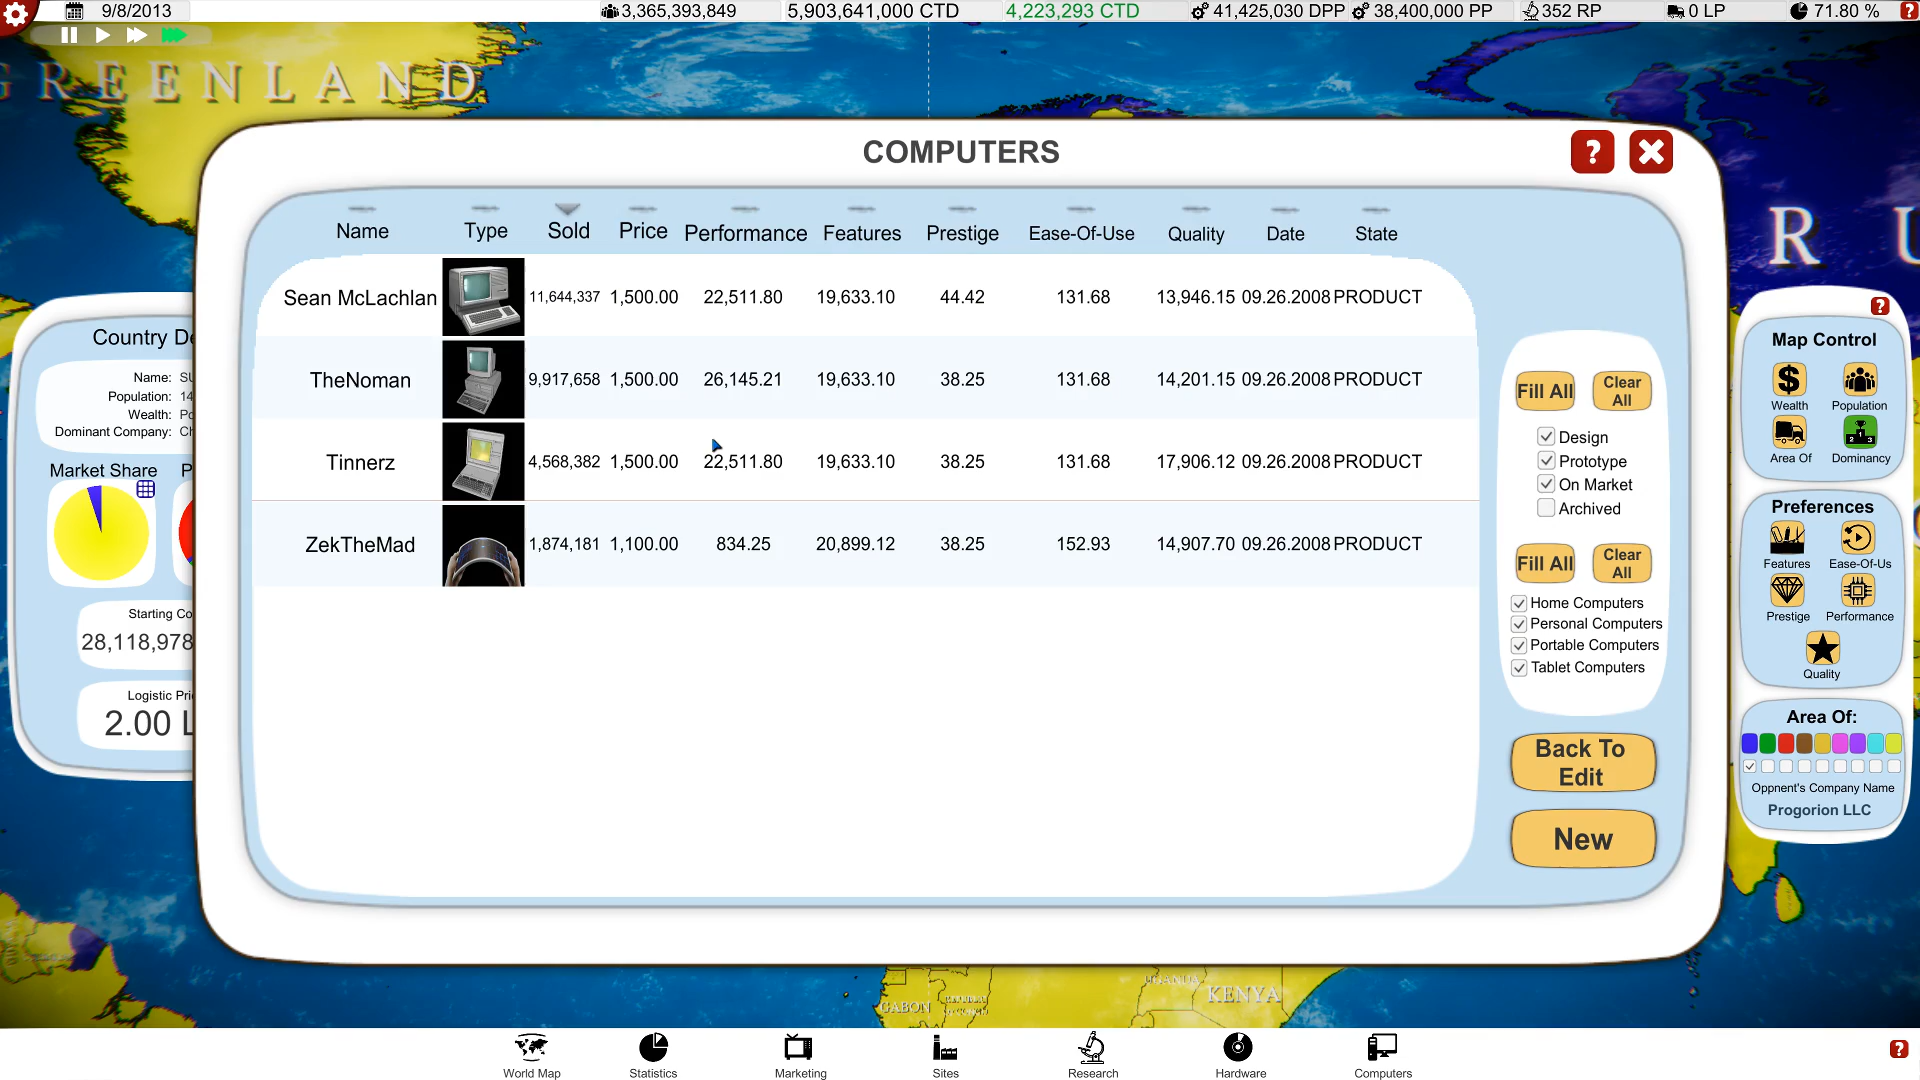 9/8/2013 3,365,393,849 5,903,641,000 CTD 4,223,293 CTD 41,425,030 DPP 38,400,000 PP 352 RP 0 LP 71.80 % ?
GREENLAND
COMPUTERS ? X
R U
Name Type Sold Price Performance Features Prestige Ease-Of-Use Quality Date State
Sean McLachlan 11,644,337 1,500.00 22,511.80 19,633.10 44.42 131.68 13,946.15 09.26.2008 PRODUCT
TheNoman 9,917,658 1,500.00 26,145.21 19,633.10 38.25 131.68 14,201.15 09.26.2008 PRODUCT
Tinnerz 4,568,382 1,500.00 22,511.80 19,633.10 38.25 131.68 17,906.12 09.26.2008 PRODUCT
ZekTheMad 1,874,181 1,100.00 834.25 20,899.12 38.25 152.93 14,907.70 09.26.2008 PRODUCT
Country De
Name: SU
Population: 14
Wealth: Po
Dominant Company: Ch
Market Share P
Starting Co
28,118,978
Logistic Pri
2.00 L
Fill All Clear All
Design
Prototype
On Market
Archived
Fill All Clear All
Home Computers
Personal Computers
Portable Computers
Tablet Computers
Back To
Edit
New
?
Map Control
$
Wealth Population
1 2 3
Area Of Dominancy
Preferences
Features Ease-Of-Us
Prestige Performance
Quality
Area Of:
Oppnent's Company Name
Progorion LLC
GABON UGANDA KENYA
World Map Statistics Marketing Sites Research Hardware Computers ?